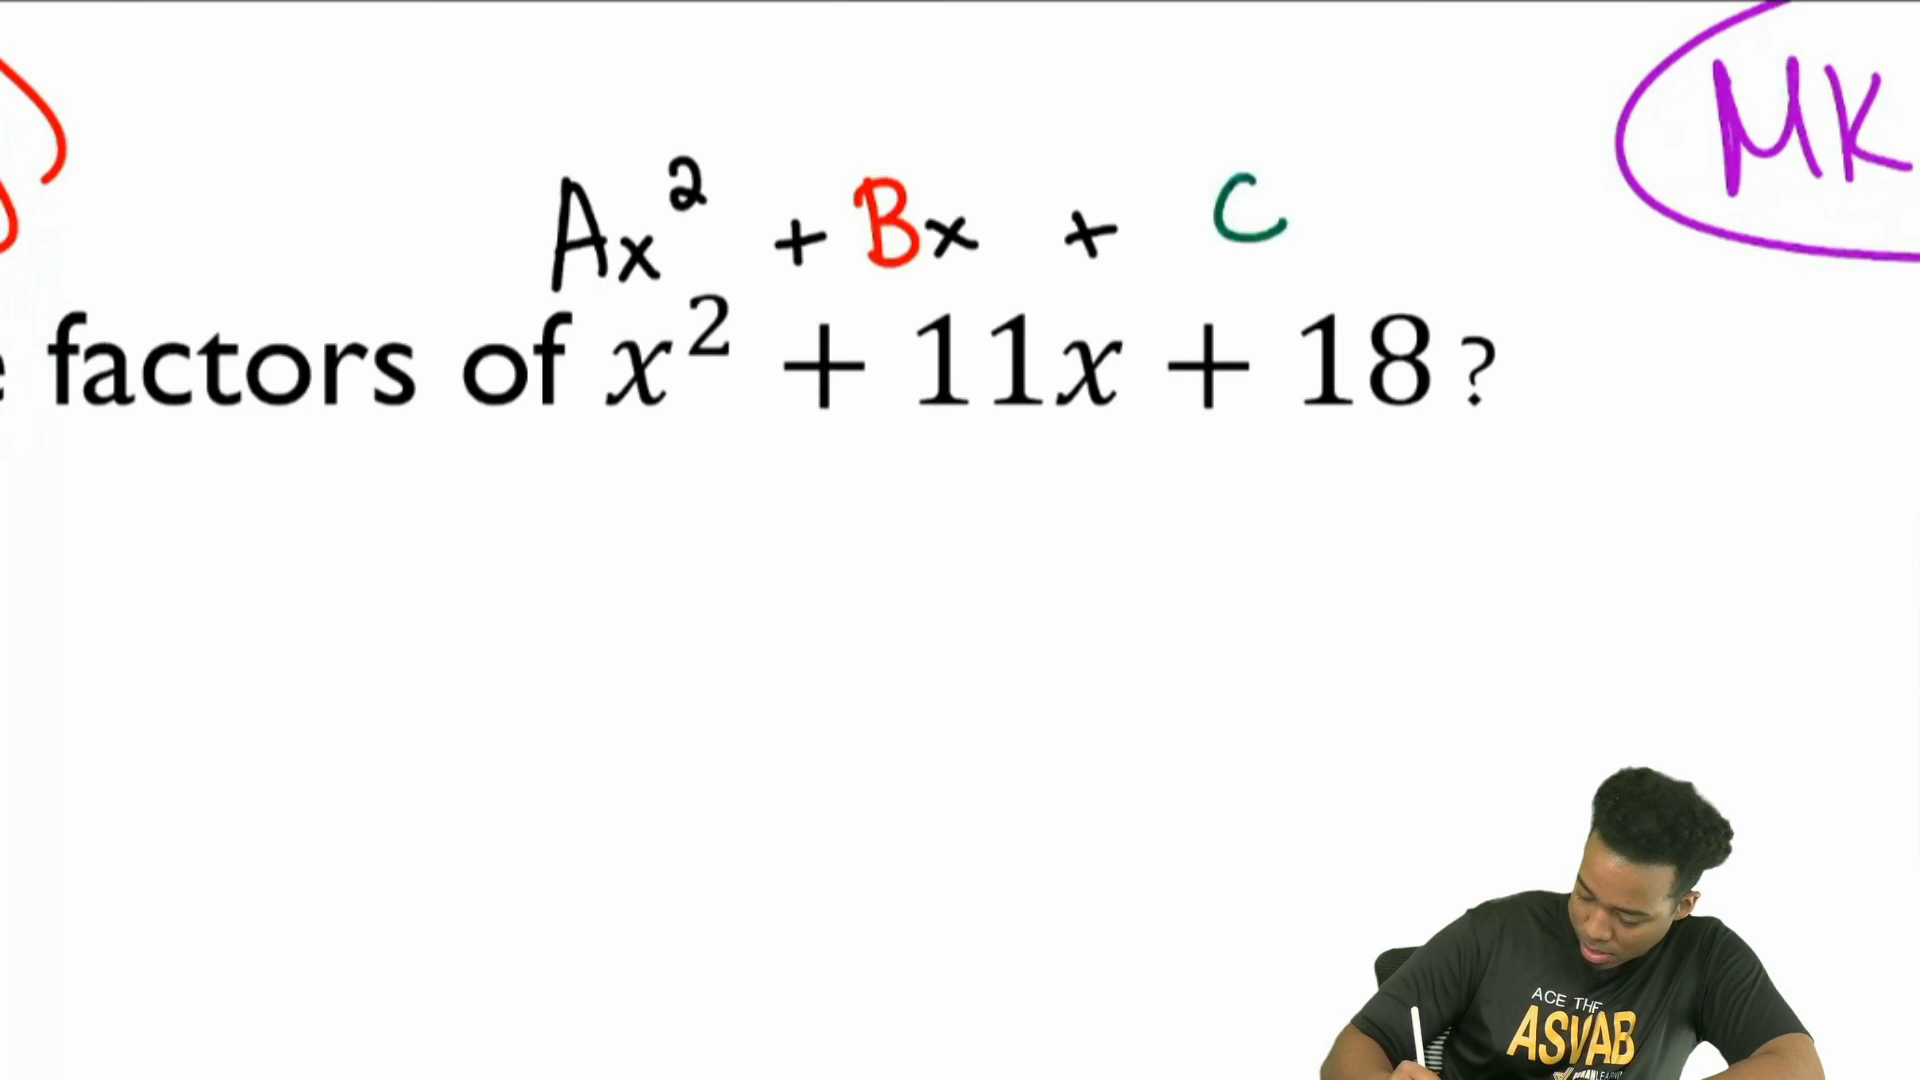 MK
Ax² + Bx + C
factors of x² + 11x + 18 ?
ACE THE
ASVAB